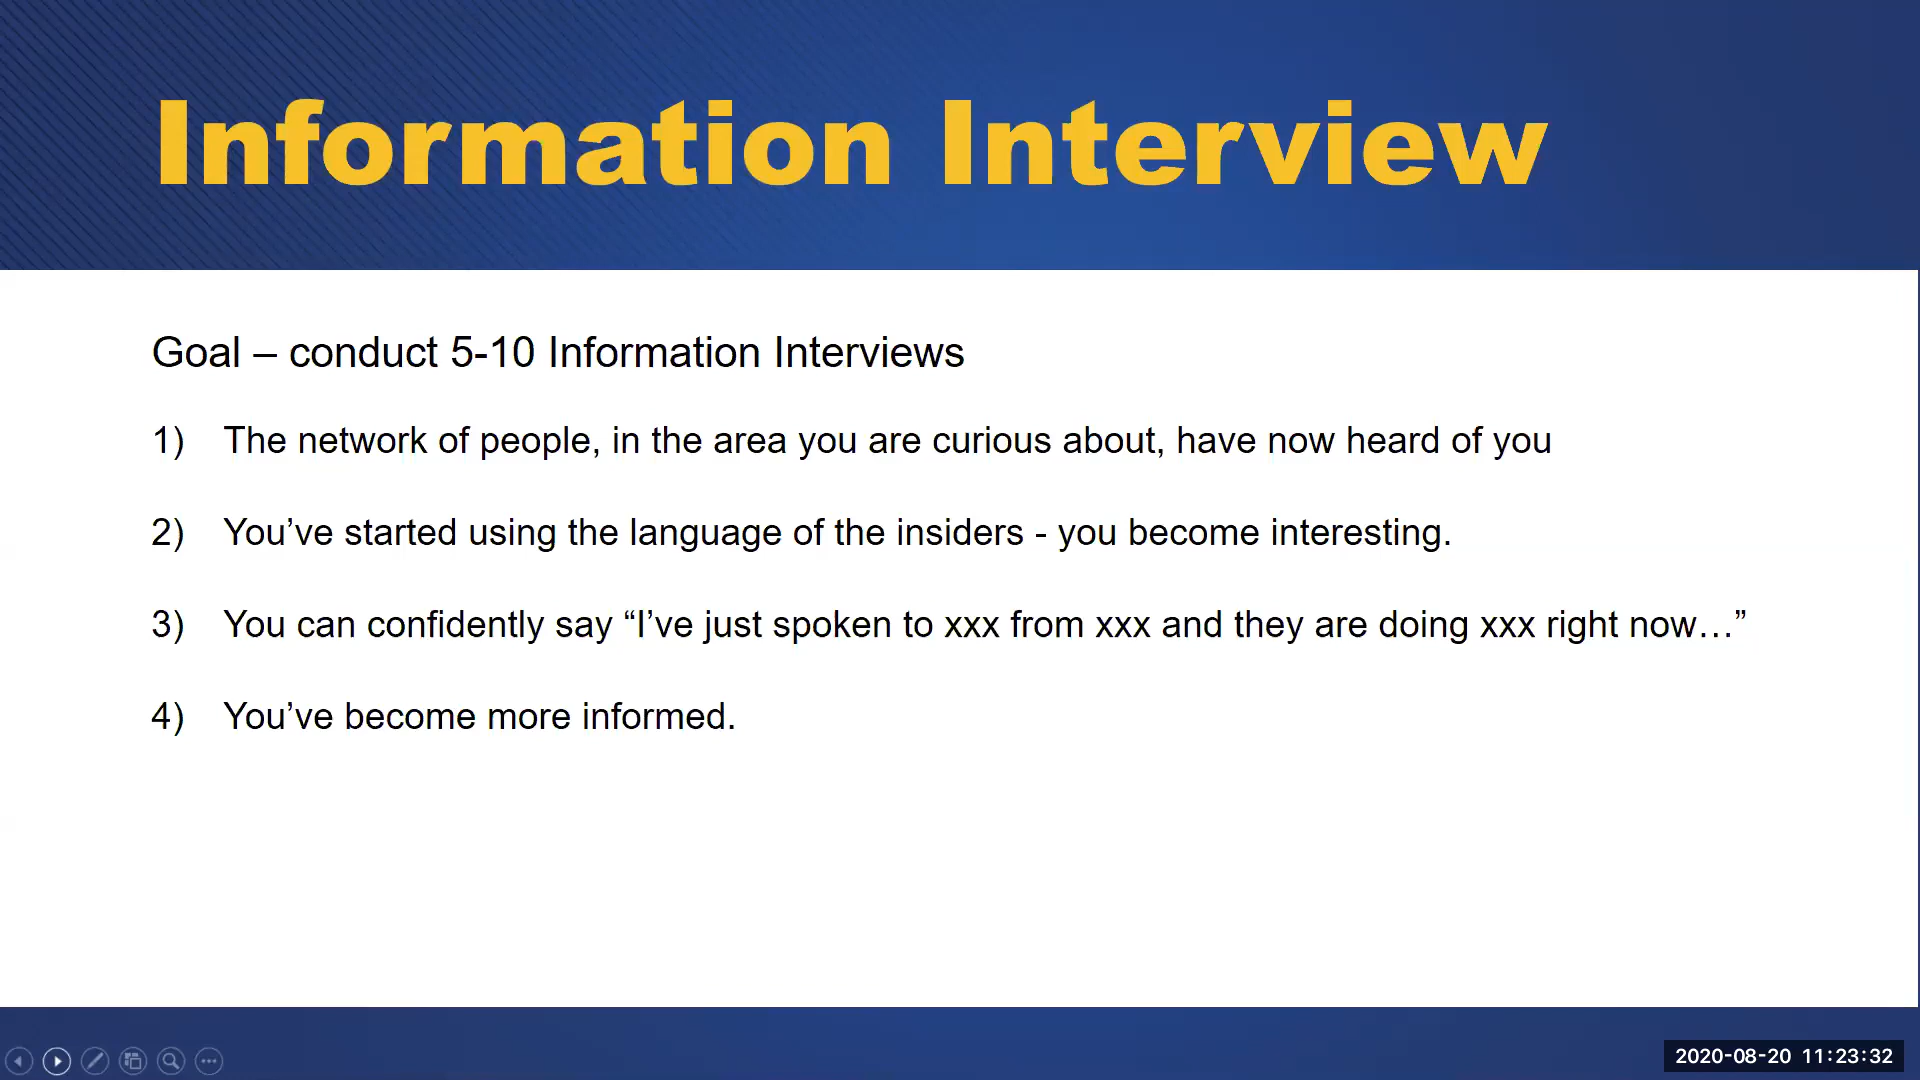 Information Interview
Goal – conduct 5-10 Information Interviews
1) The network of people, in the area you are curious about, have now heard of you
2) You’ve started using the language of the insiders - you become interesting.
3) You can confidently say “I’ve just spoken to xxx from xxx and they are doing xxx right now…”
4) You’ve become more informed.
2020-08-20 11:23:32